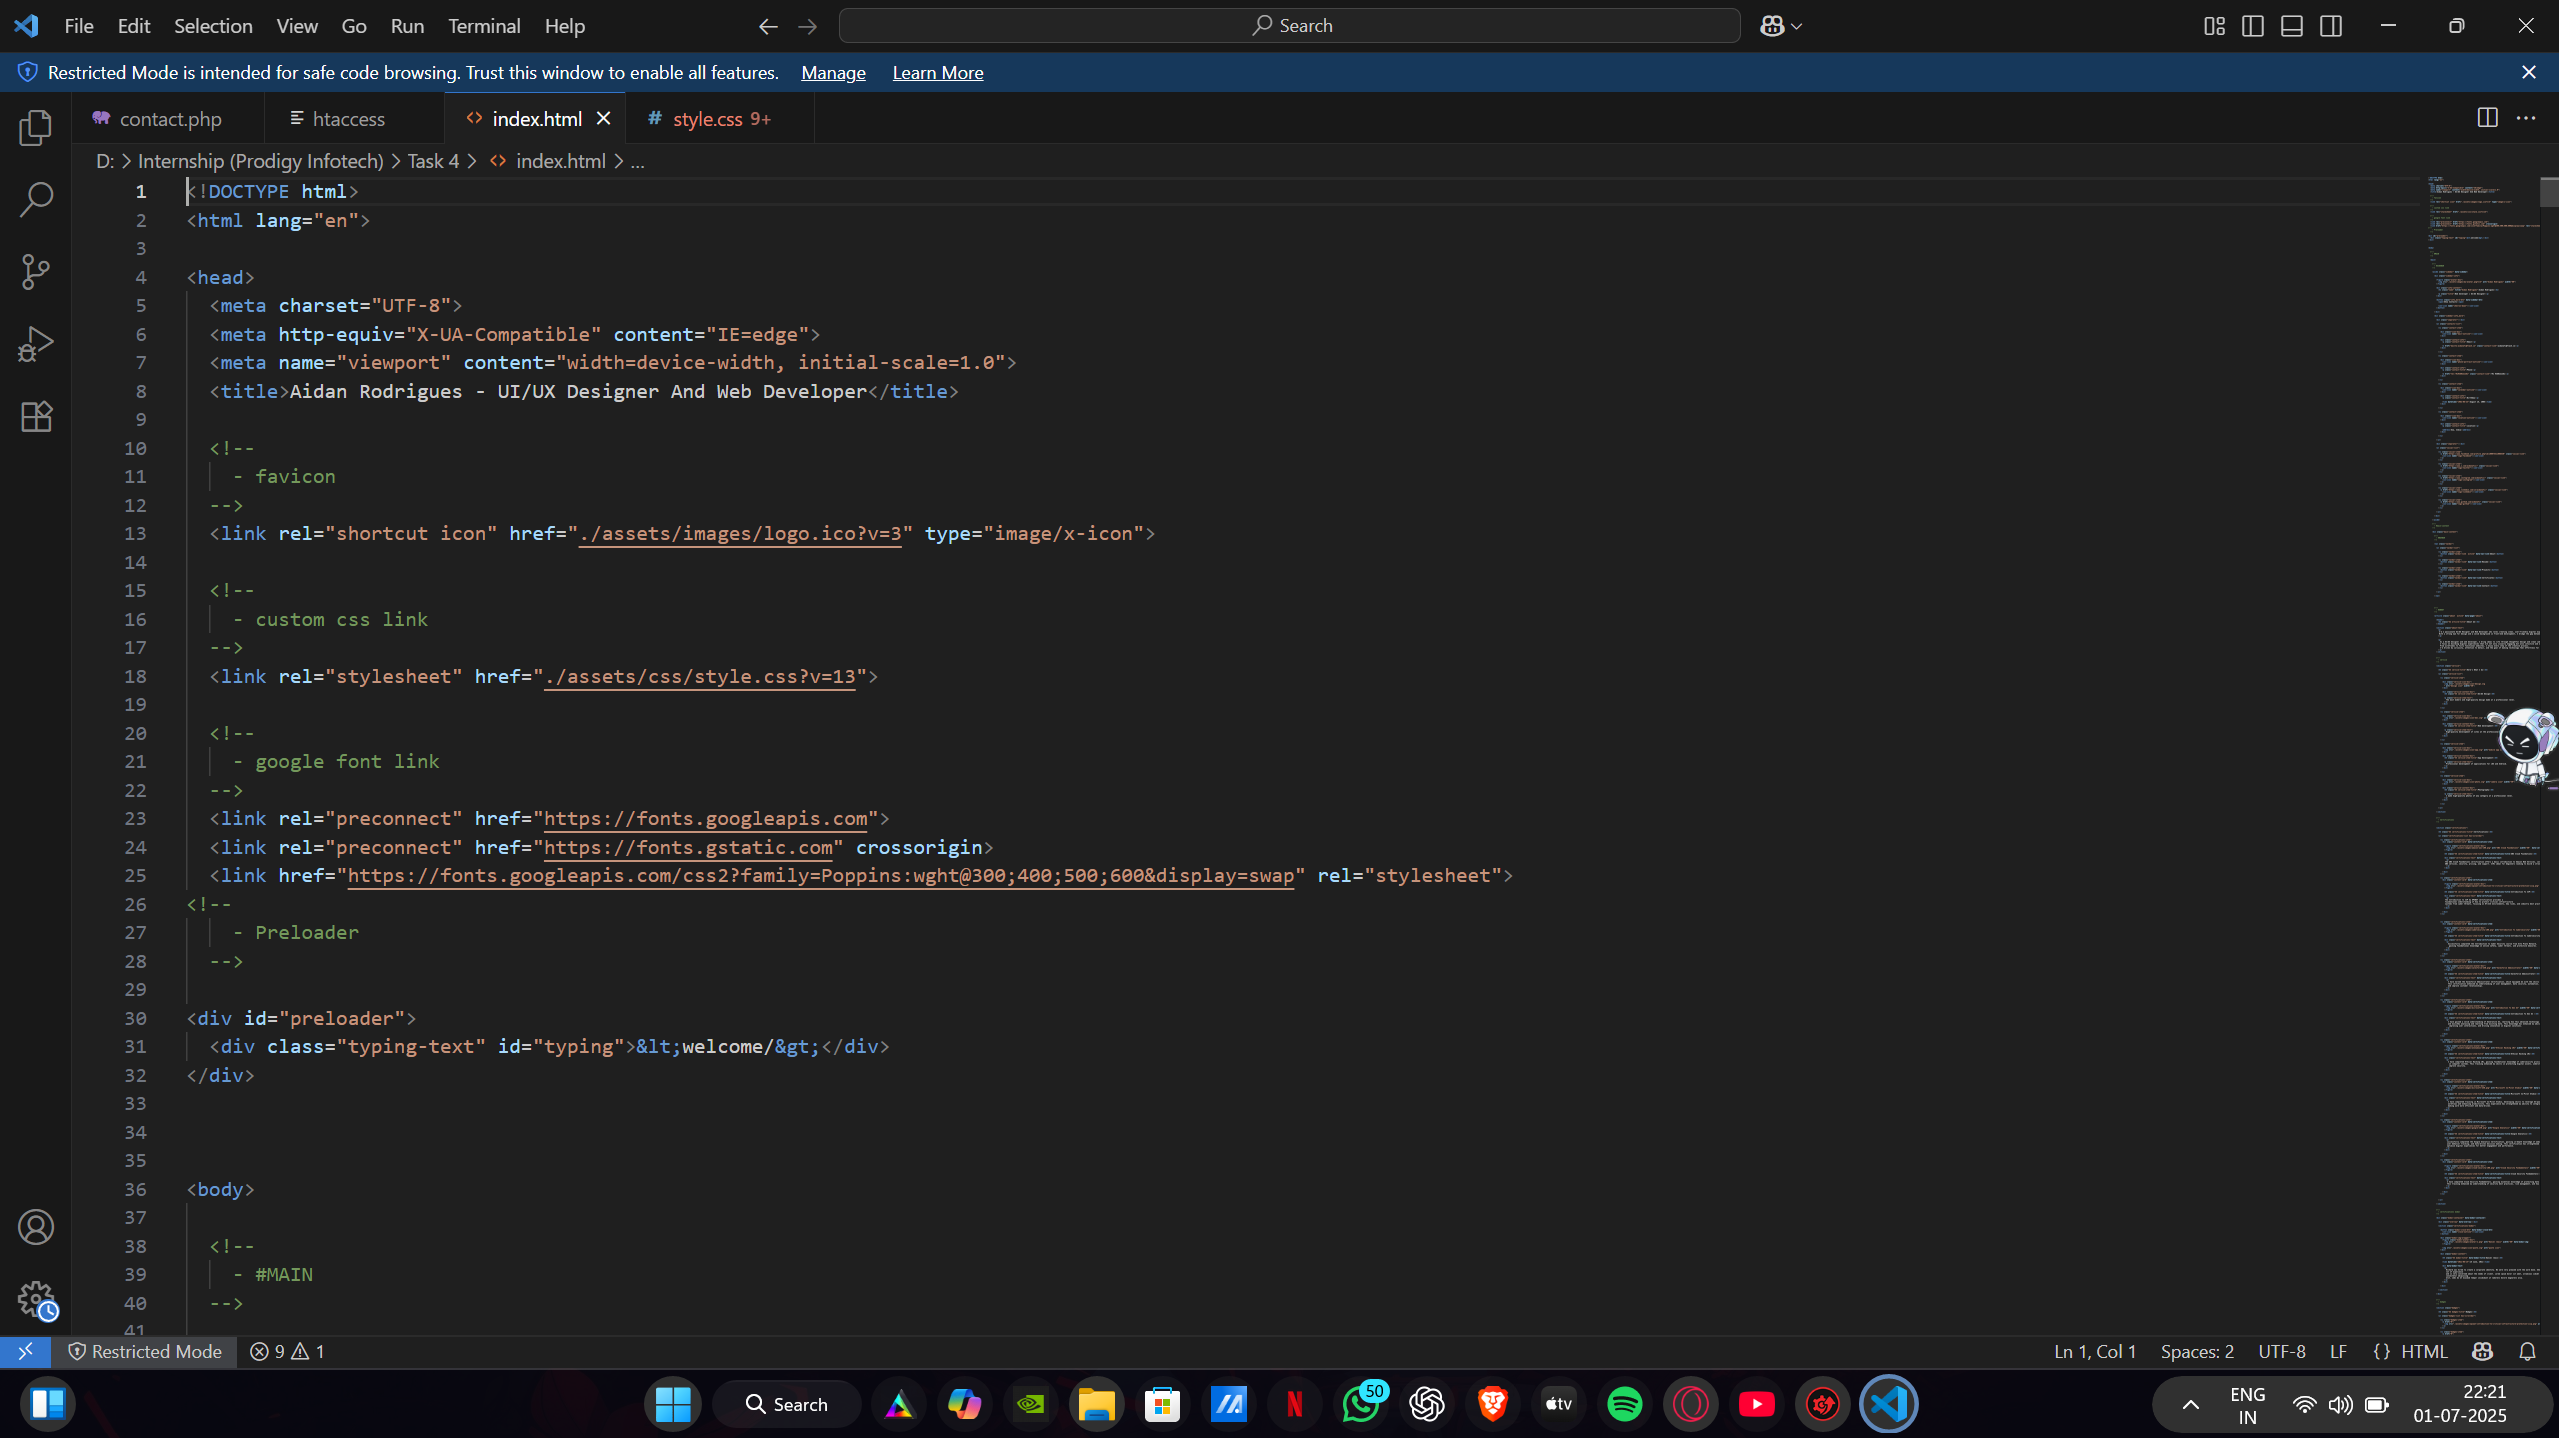 File Edit Selection View Go Run Terminal Help
Search
Restricted Mode is intended for safe code browsing. Trust this window to enable all features. Manage Learn More
contact.php
htaccess
index.html
# style.css 9+
D: > Internship (Prodigy Infotech) > Task 4 > index.html > ...
1 <!DOCTYPE html>
2 <html lang="en">
3
4 <head>
5 <meta charset="UTF-8">
6 <meta http-equiv="X-UA-Compatible" content="IE=edge">
7 <meta name="viewport" content="width=device-width, initial-scale=1.0">
8 <title>Aidan Rodrigues - UI/UX Designer And Web Developer</title>
9
10 <!--
11 - favicon
12 -->
13 <link rel="shortcut icon" href="./assets/images/logo.ico?v=3" type="image/x-icon">
14
15 <!--
16 - custom css link
17 -->
18 <link rel="stylesheet" href="./assets/css/style.css?v=13">
19
20 <!--
21 - google font link
22 -->
23 <link rel="preconnect" href="https://fonts.googleapis.com">
24 <link rel="preconnect" href="https://fonts.gstatic.com" crossorigin>
25 <link href="https://fonts.googleapis.com/css2?family=Poppins:wght@300;400;500;600&display=swap" rel="stylesheet">
26 <!--
27 - Preloader
28 -->
29
30 <div id="preloader">
31 <div class="typing-text" id="typing">&lt;welcome/&gt;</div>
32 </div>
33
34
35
36 <body>
37
38 <!--
39 - #MAIN
40 -->
41
Restricted Mode 9 1
Ln 1, Col 1 Spaces: 2 UTF-8 LF {} HTML
Search
N
50
tv
ENG
IN
22:21
01-07-2025